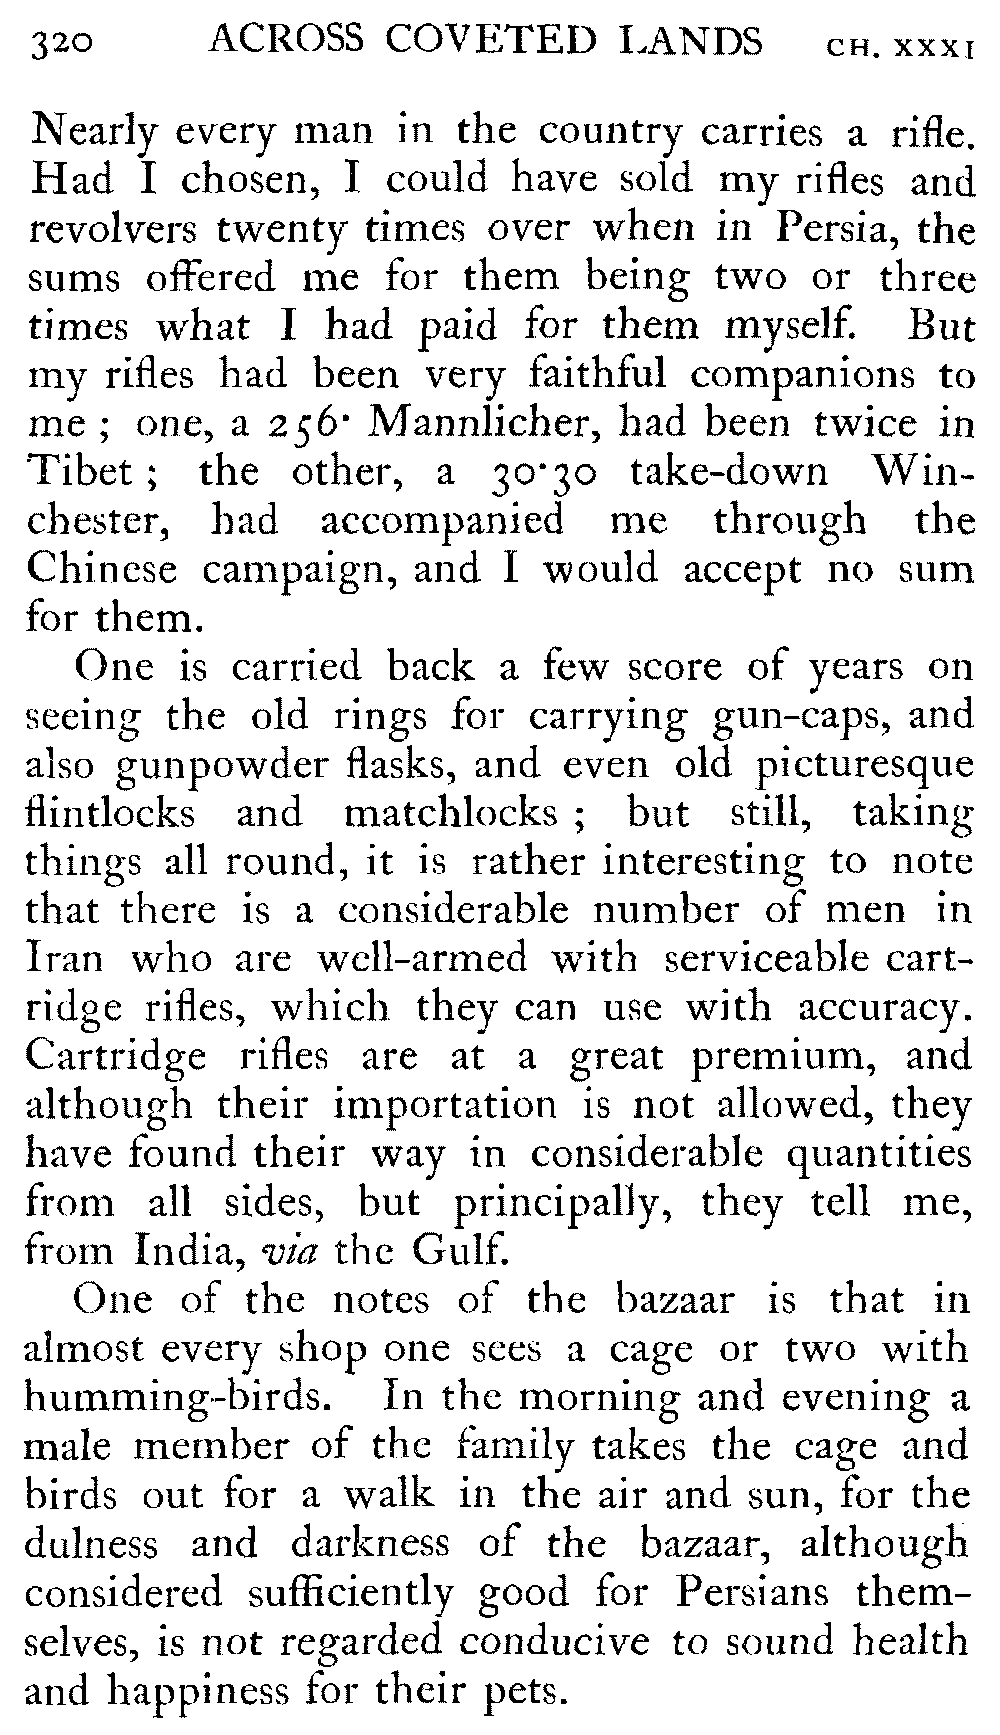 320 ACROSS COVETED LANDS CH. XXXI
Nearly every man in the country carries a rifle.
Had I chosen, I could have sold my rifles and
revolvers twenty times over when in Persia, the
sums offered me for them being two or three
times what I had paid for them myself. But
my rifles had been very faithful companions to
me ; one, a 256· Mannlicher, had been twice in
Tibet ; the other, a 30·30 take-down Win-
chester, had accompanied me through the
Chinese campaign, and I would accept no sum
for them.
One is carried back a few score of years on
seeing the old rings for carrying gun-caps, and
also gunpowder flasks, and even old picturesque
flintlocks and matchlocks ; but still, taking
things all round, it is rather interesting to note
that there is a considerable number of men in
Iran who are well-armed with serviceable cart-
ridge rifles, which they can use with accuracy.
Cartridge rifles are at a great premium, and
although their importation is not allowed, they
have found their way in considerable quantities
from all sides, but principally, they tell me,
from India, via the Gulf.
One of the notes of the bazaar is that in
almost every shop one sees a cage or two with
humming-birds. In the morning and evening a
male member of the family takes the cage and
birds out for a walk in the air and sun, for the
dulness and darkness of the bazaar, although
considered sufficiently good for Persians them-
selves, is not regarded conducive to sound health
and happiness for their pets.